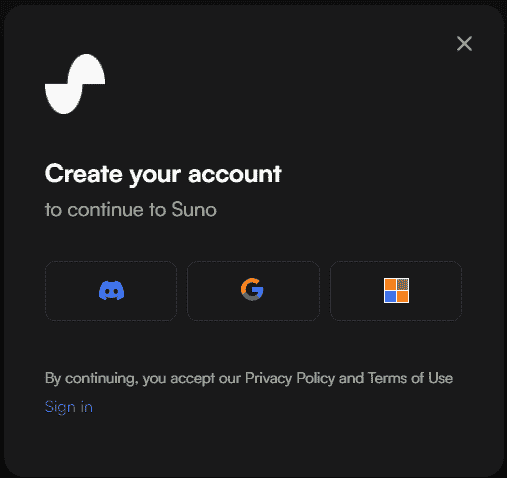 Create your account
to continue to Suno
By continuing, you accept our Privacy Policy and Terms of Use
Sign in